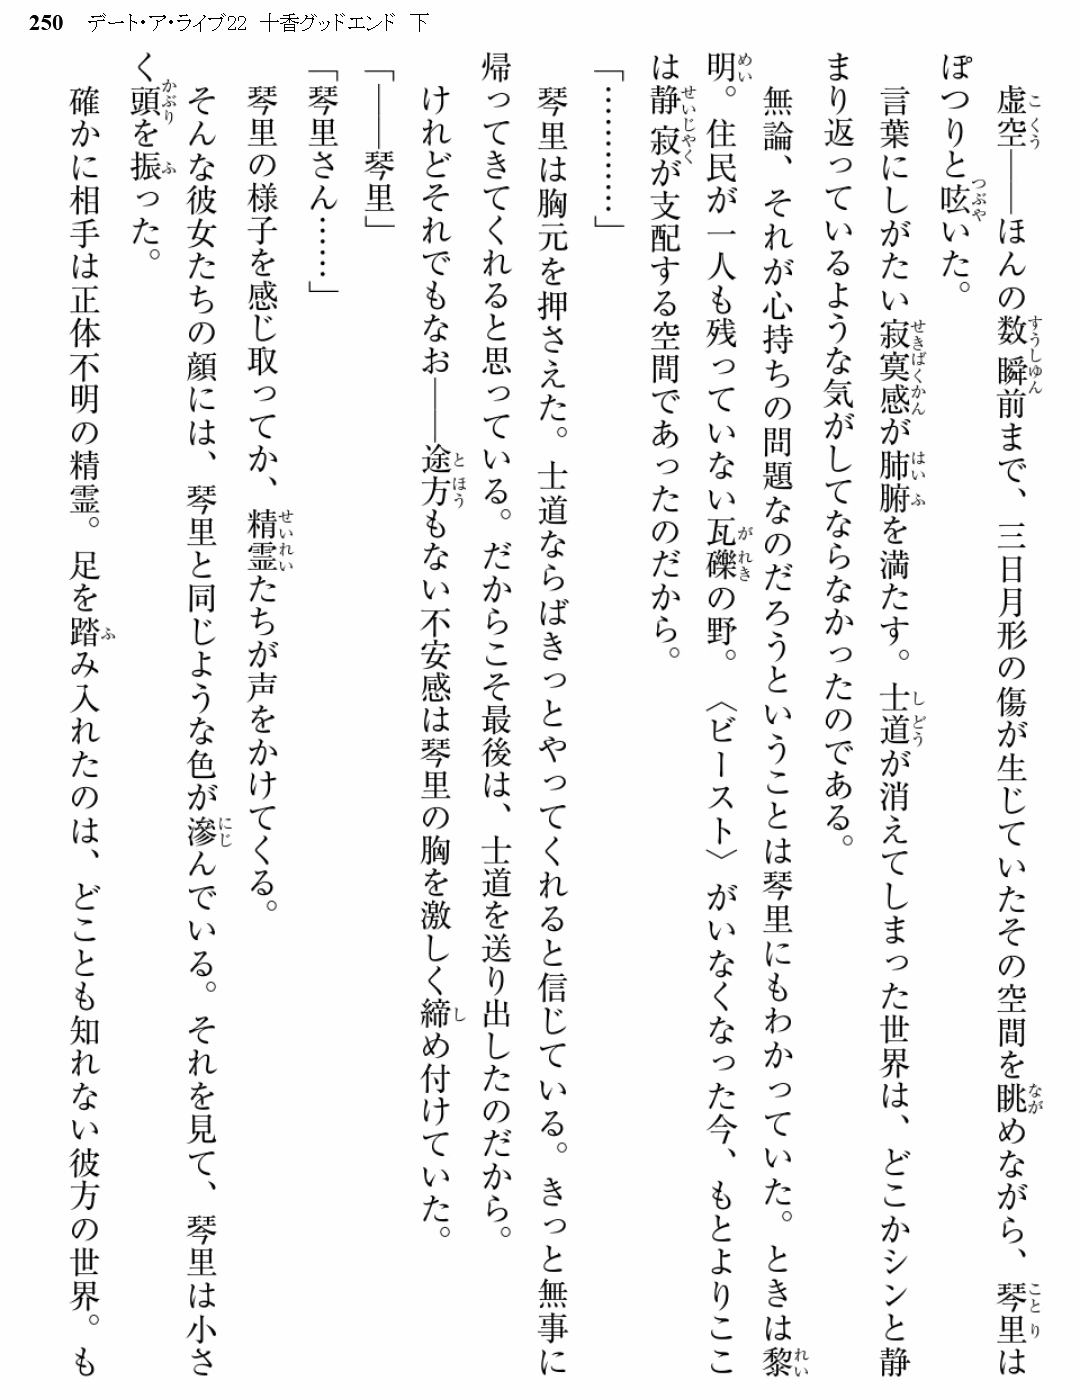 250 デート・ア・ライブ22 十香グッドエンド 下
虚空――ほんの数瞬前まで、三日月形の傷が生じていたその空間を眺めながら、琴里は
ぽつりと呟いた。
言葉にしがたい寂寞感が肺腑を満たす。士道が消えてしまった世界は、どこかシンと静
まり返っているような気がしてならなかったのである。
無論、それが心持ちの問題なのだろうということは琴里にもわかっていた。ときは黎
明。住民が一人も残っていない瓦礫の野。〈ビースト〉がいなくなった今、もとよりここ
は静寂が支配する空間であったのだから。
「…………」
琴里は胸元を押さえた。士道ならばきっとやってくれると信じている。きっと無事に
帰ってきてくれると思っている。だからこそ最後は、士道を送り出したのだから。
けれどそれでもなお――途方もない不安感は琴里の胸を激しく締め付けていた。
「――琴里」
「琴里さん……」
琴里の様子を感じ取ってか、精霊たちが声をかけてくる。
そんな彼女たちの顔には、琴里と同じような色が滲んでいる。それを見て、琴里は小さ
く頭を振った。
確かに相手は正体不明の精霊。足を踏み入れたのは、どことも知れない彼方の世界。も